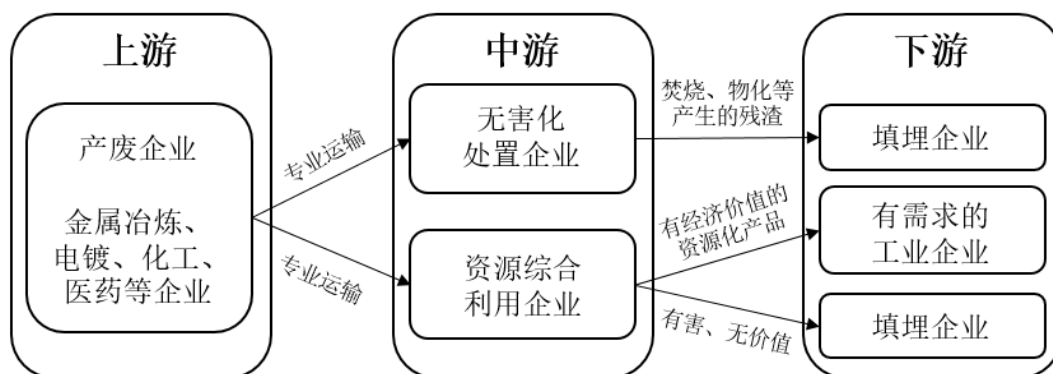 上游
产废企业
金属冶炼、
电镀、化工、
医药等企业
专业运输
专业运输
中游
无害化
处置企业
资源综合
利用企业
焚烧、物化等
产生的残渣
有经济价值的
资源化产品
有害、无价值
下游
填埋企业
有需求的
工业企业
填埋企业